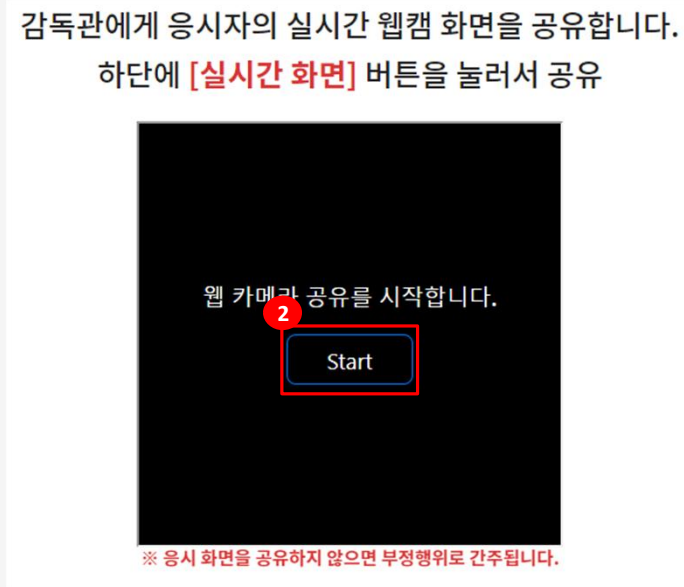 감독관에게 응시자의 실시간 웹캠 화면을 공유합니다.
하단에 [실시간 화면] 버튼을 눌러서 공유
웹 카메라 공유를 시작합니다.
2
Start
※ 응시 화면을 공유하지 않으면 부정행위로 간주됩니다.